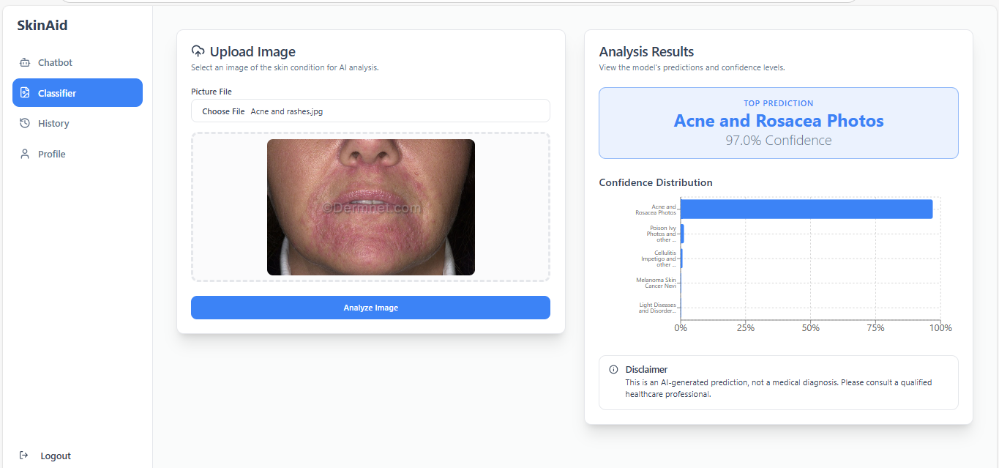 SkinAid
Chatbot
Classifier
History
Profile
Logout
Upload Image
Select an image of the skin condition for AI analysis.
Picture File
Choose File Acne and rashes.jpg
©Dermnet.com
Analyze Image
Analysis Results
View the model's predictions and confidence levels.
TOP PREDICTION
Acne and Rosacea Photos
97.0% Confidence
Confidence Distribution
Acne and
Rosacea Photos
Poison Ivy
Photos and
other ...
Cellulitis
Impetigo and
other ...
Melanoma Skin
Cancer Nevi
Light Diseases
and Disorder...
0% 25% 50% 75% 100%
Disclaimer
This is an AI-generated prediction, not a medical diagnosis. Please consult a qualified
healthcare professional.